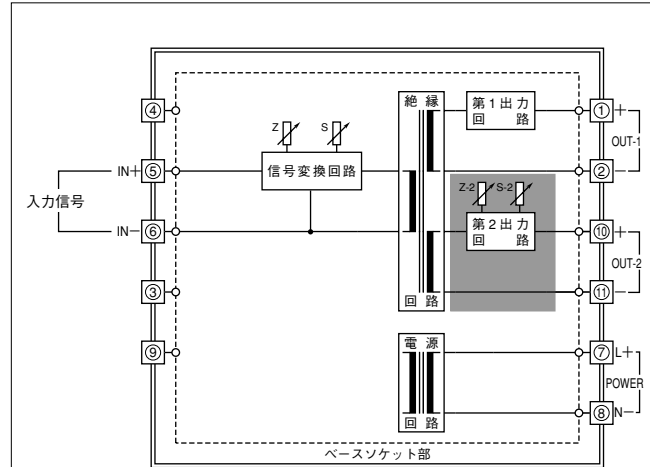 絶縁
第1出力
回路
④
①
+
Z
S
OUT-1
信号変換回路
IN+
⑤
②
−
Z-2
S-2
入力信号
第2出力
回路
IN−
⑥
⑩
+
OUT-2
③
回路
⑪
−
電源
⑨
⑦
L+
POWER
回路
⑧
N−
ベースソケット部